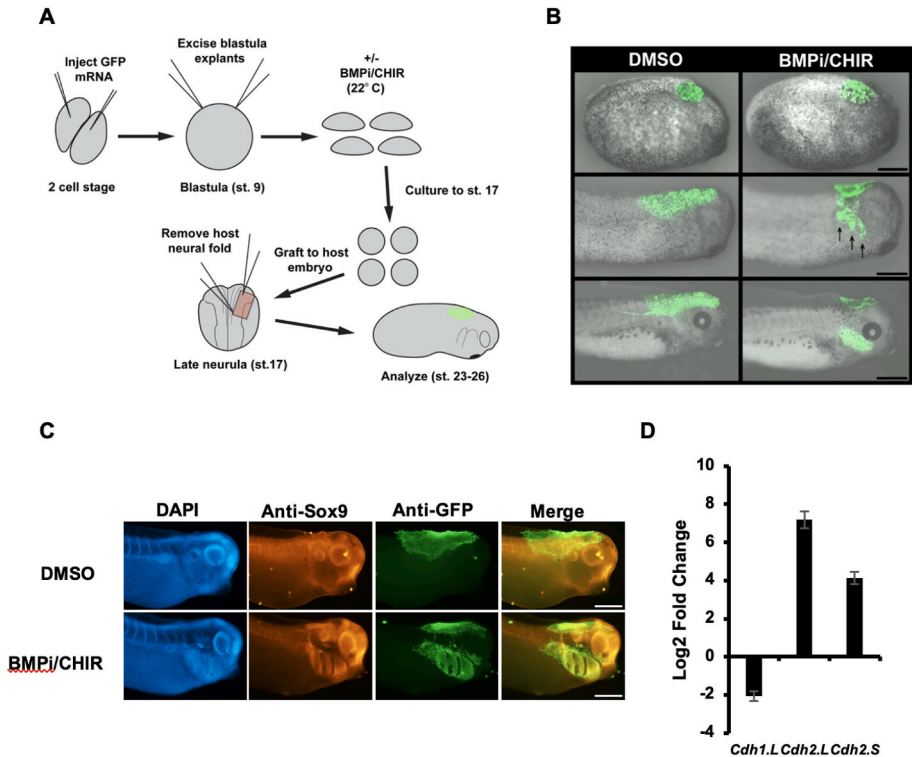 A
Inject GFP
mRNA
2 cell stage
Excise blastula
explants
Blastula (st. 9)
+/-
BMPi/CHIR
(22° C)
Culture to st. 17
Remove host
neural fold
Graft to host
embryo
Late neurula (st.17)
Analyze (st. 23-26)
B
DMSO
BMPi/CHIR
C
DAPI
Anti-Sox9
Anti-GFP
Merge
DMSO
BMPi/CHIR
D
Log2 Fold Change
10
8
6
4
2
0
-2
-4
Cdh1.L Cdh2.L Cdh2.S